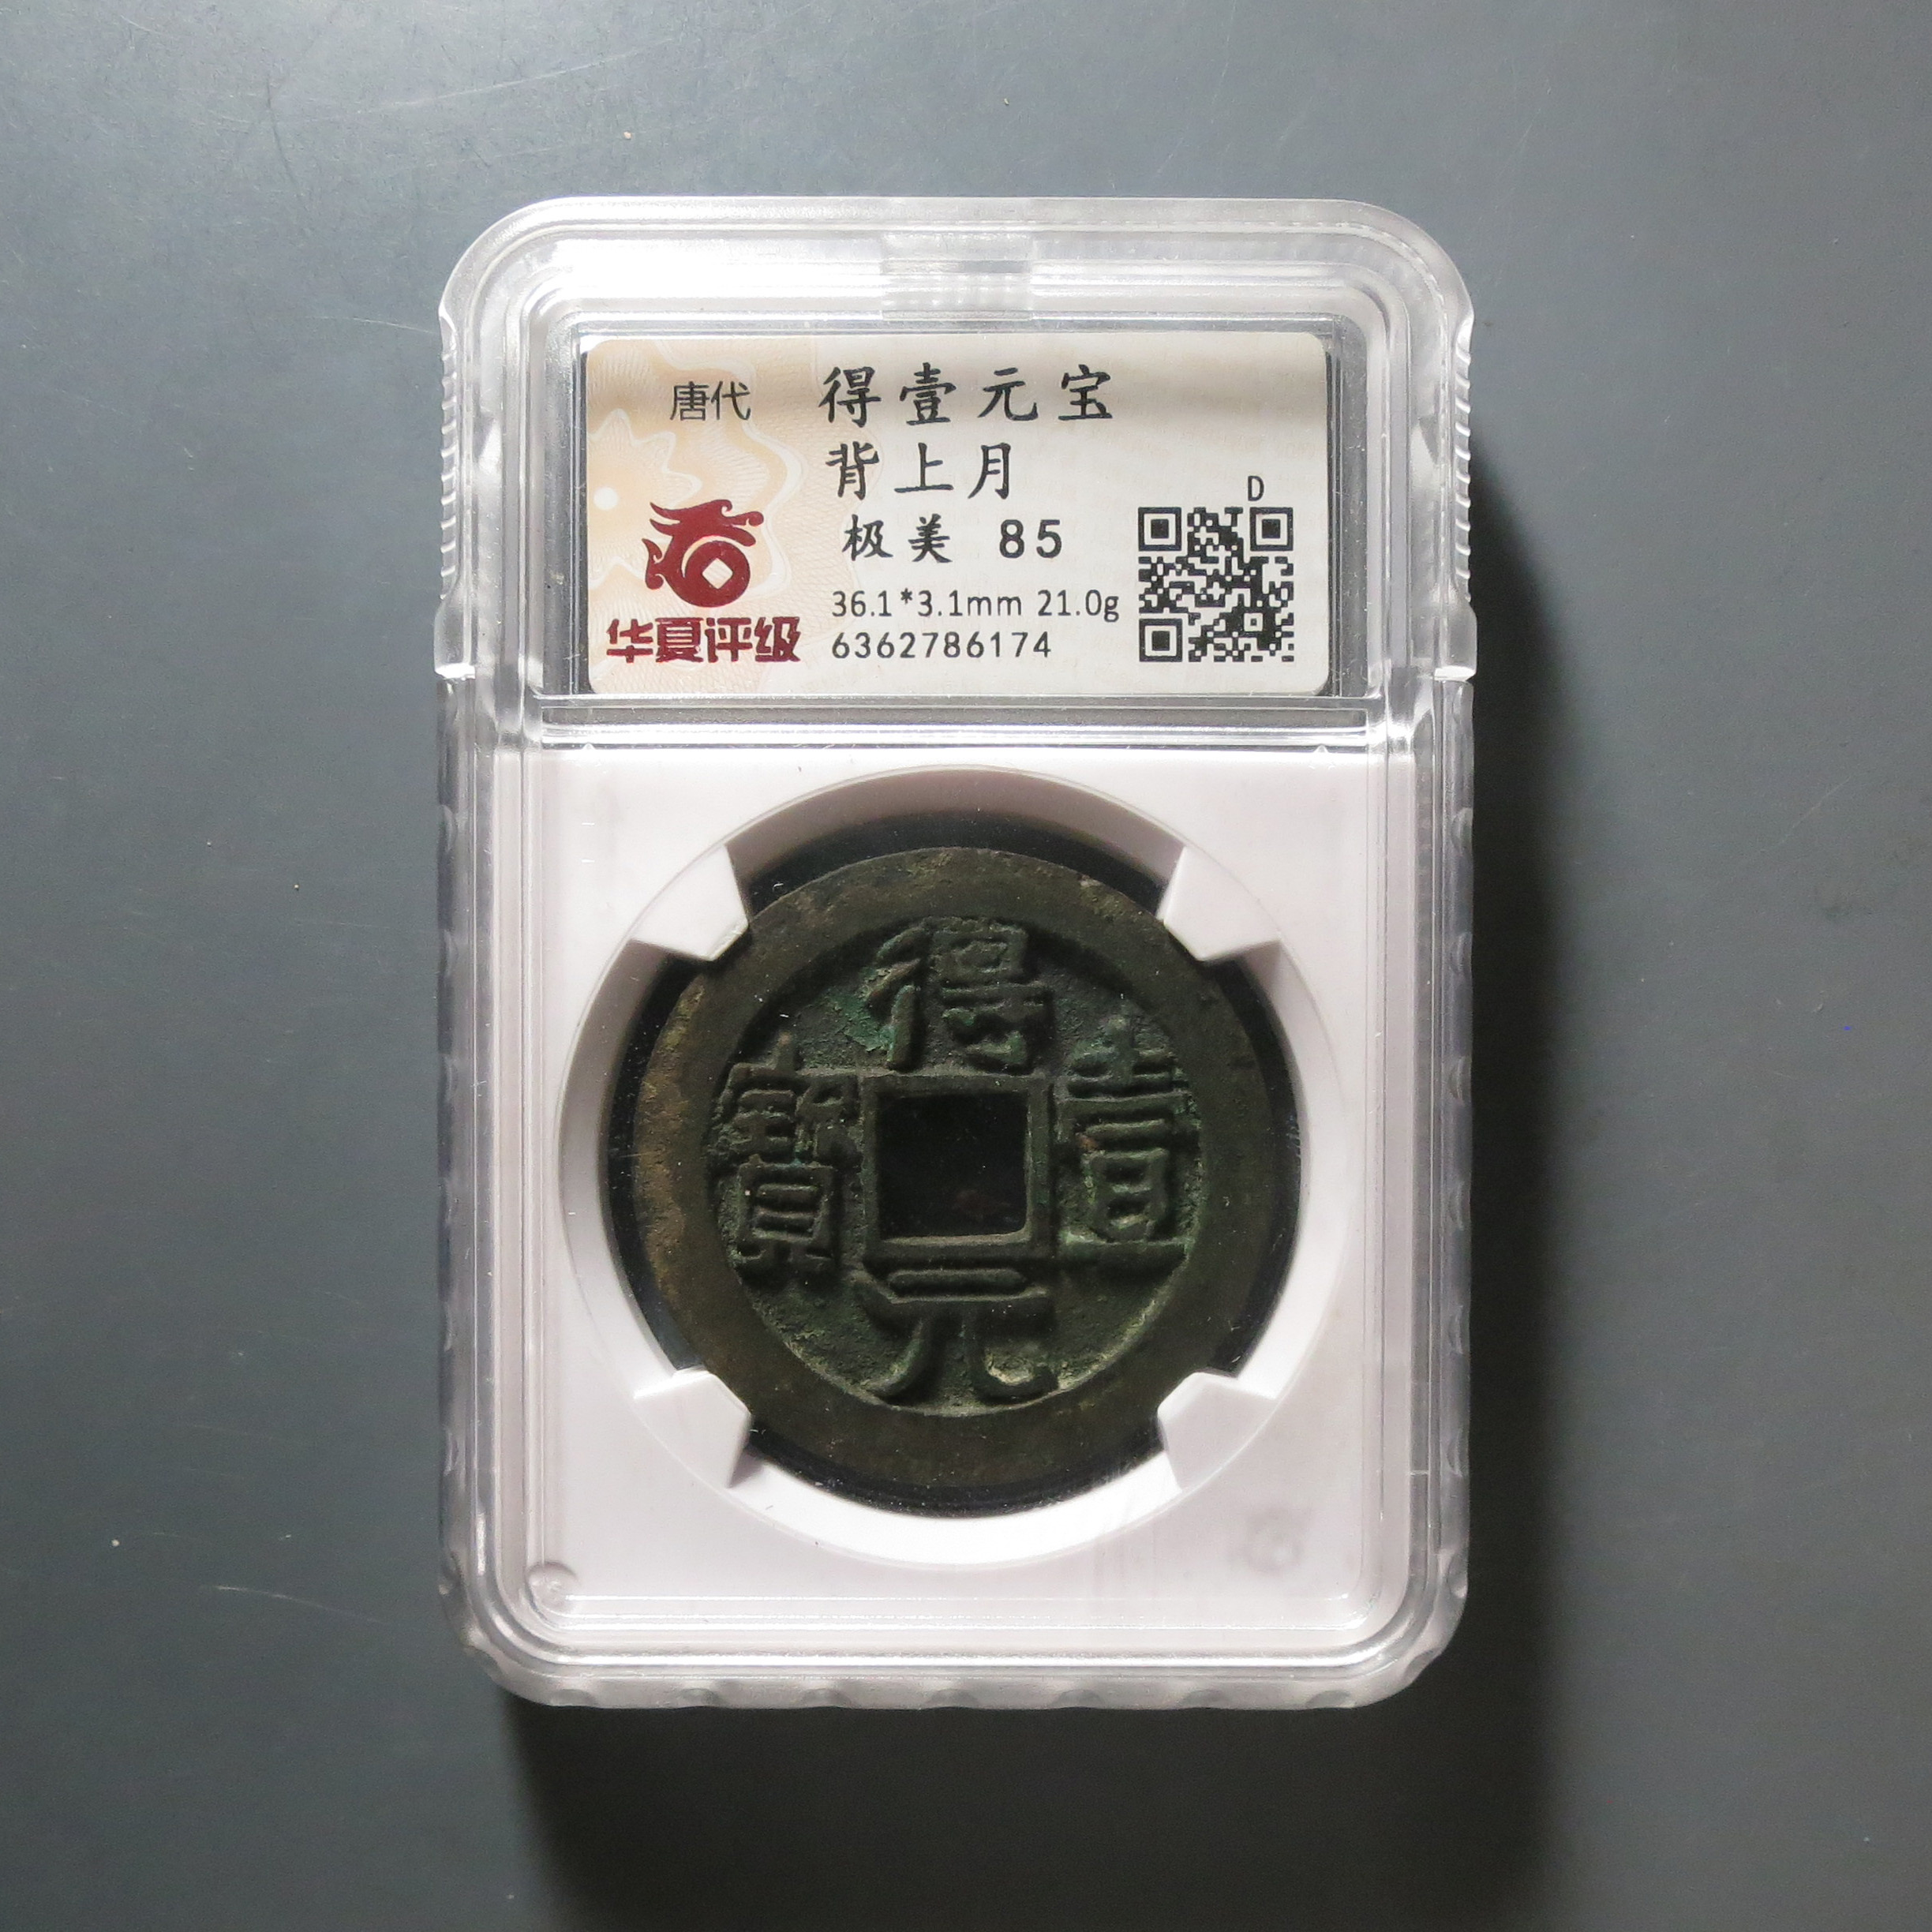 唐代 得壹元宝
背上月
极美 85
D
36.1*3.1mm 21.0g
华夏评级 6362786174
得
壹
元
寶